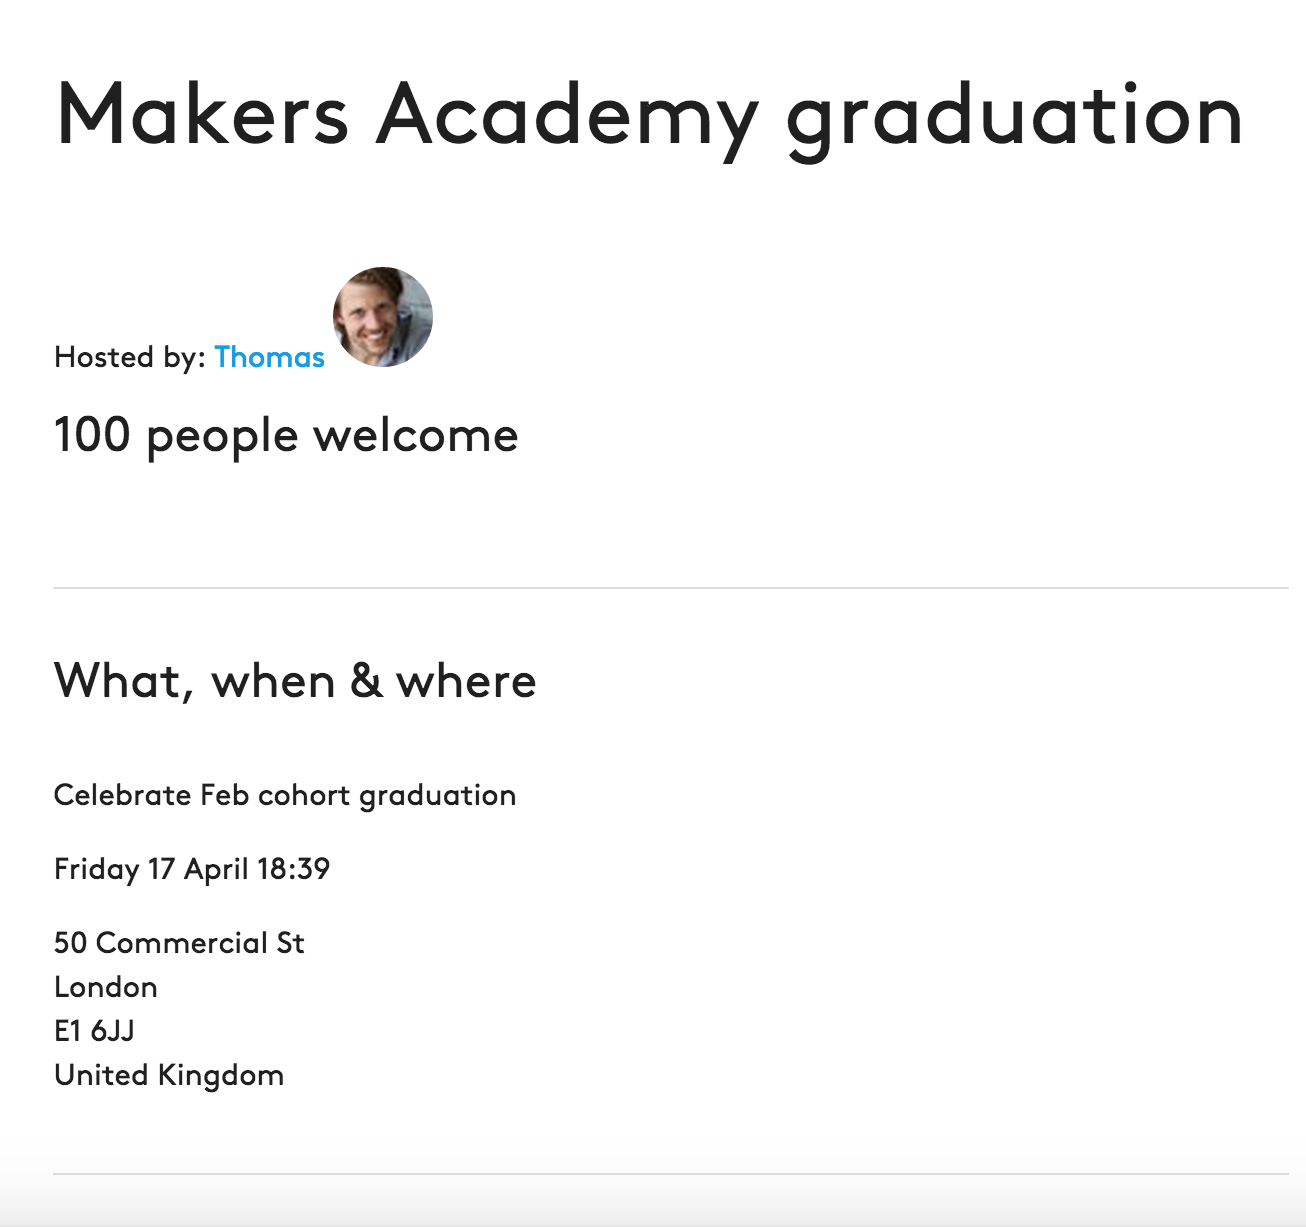 Makers Academy graduation
Hosted by: Thomas
100 people welcome
What, when & where
Celebrate Feb cohort graduation
Friday 17 April 18:39
50 Commercial St
London
E1 6JJ
United Kingdom